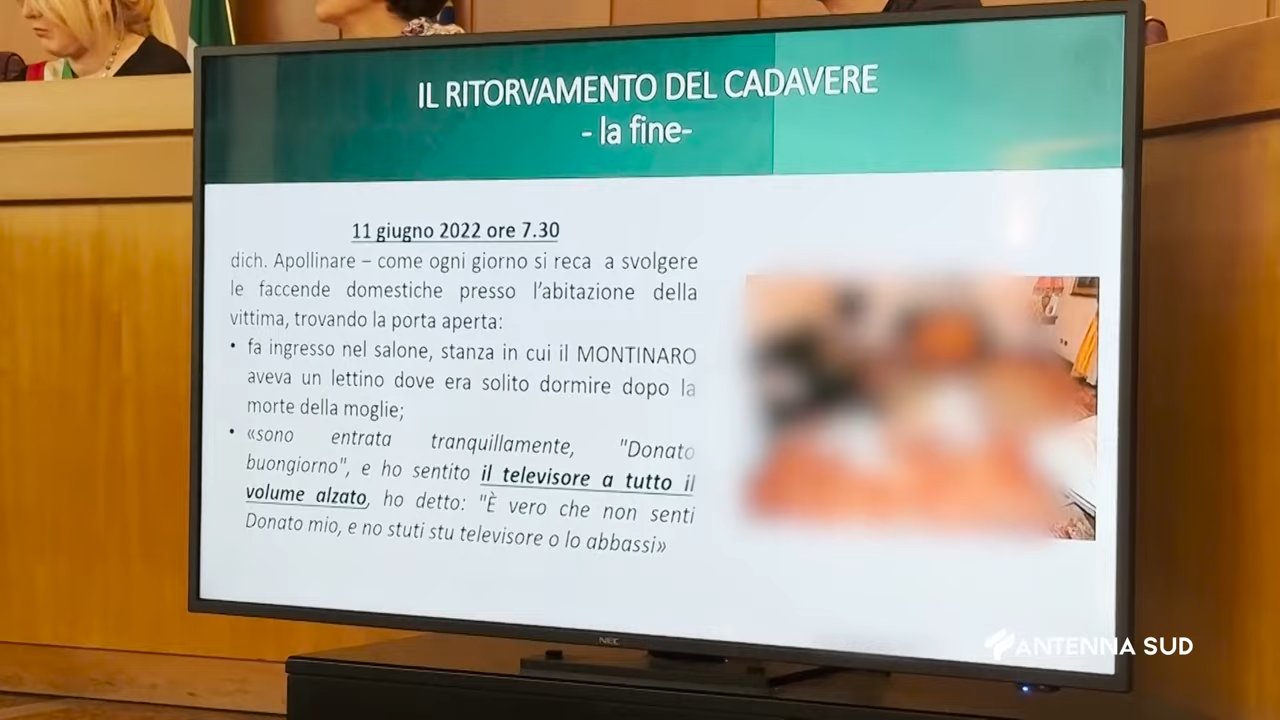 IL RITORVAMENTO DEL CADAVERE
- la fine-
11 giugno 2022 ore 7.30
dich. Apollinare – come ogni giorno si reca a svolgere
le faccende domestiche presso l'abitazione della
vittima, trovando la porta aperta:
• fa ingresso nel salone, stanza in cui il MONTINARO
aveva un lettino dove era solito dormire dopo la
morte della moglie;
• «sono entrata tranquillamente, "Donato
buongiorno", e ho sentito il televisore a tutto il
volume alzato, ho detto: "È vero che non senti
Donato mio, e no stuti stu televisore o lo abbassi»
NEC
ANTENNA SUD